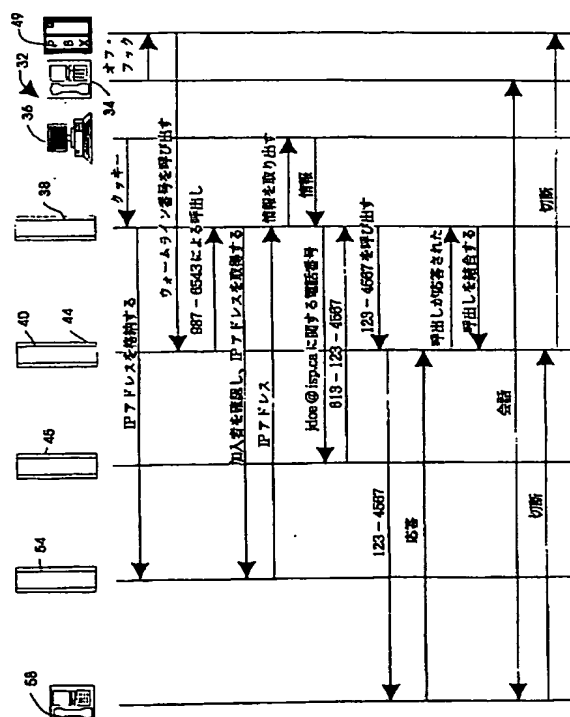 49
P B X
32
34
36
38
40
44
45
54
58
オフ・フック
クッキー
IPアドレスを格納する
ウォームライン番号を呼び出す
987-6543による呼出し
加入者を確認し、IPアドレスを取得する
IPアドレス
情報を取り出す
情報
jdoe@isp.caに関する電話番号
613-123-4567
123-4567を呼び出す
123-4567
応答
呼出しが応答された
呼出しを結合する
会話
切断
切断